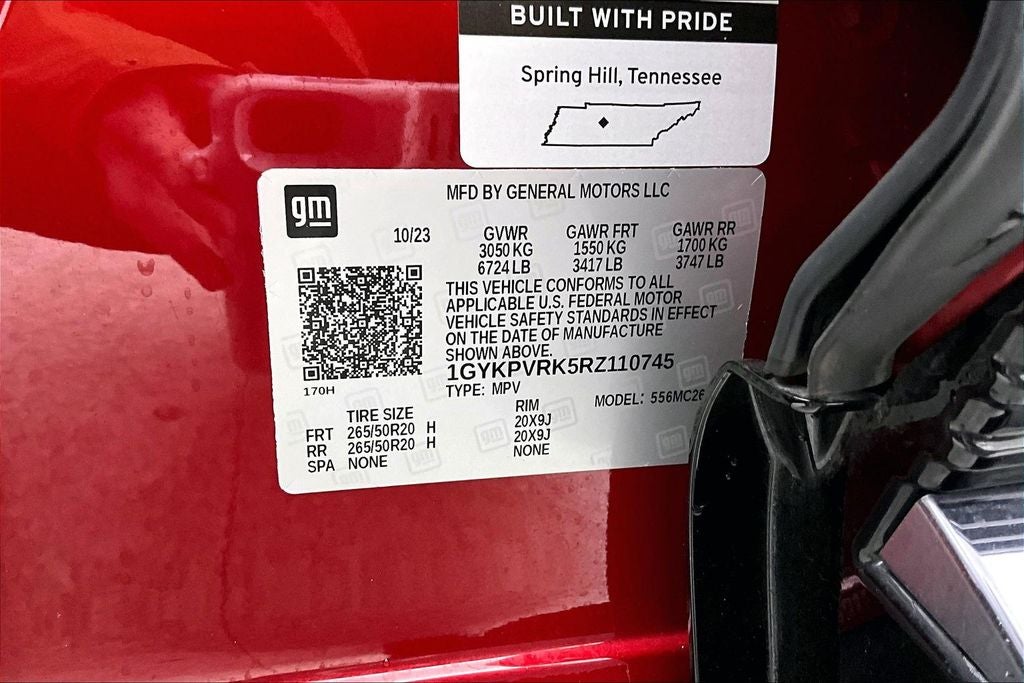 BUILT WITH PRIDE
Spring Hill, Tennessee
gm
MFD BY GENERAL MOTORS LLC
10/23 GVWR GAWR FRT GAWR RR
3050 KG 1550 KG 1700 KG
6724 LB 3417 LB 3747 LB
THIS VEHICLE CONFORMS TO ALL
APPLICABLE U.S. FEDERAL MOTOR
VEHICLE SAFETY STANDARDS IN EFFECT
ON THE DATE OF MANUFACTURE
SHOWN ABOVE.
1GYKPVRK5RZ110745
170H
TYPE: MPV MODEL: 556MC26
TIRE SIZE RIM
FRT 265/50R20 H 20X9J
RR 265/50R20 H 20X9J
SPA NONE NONE